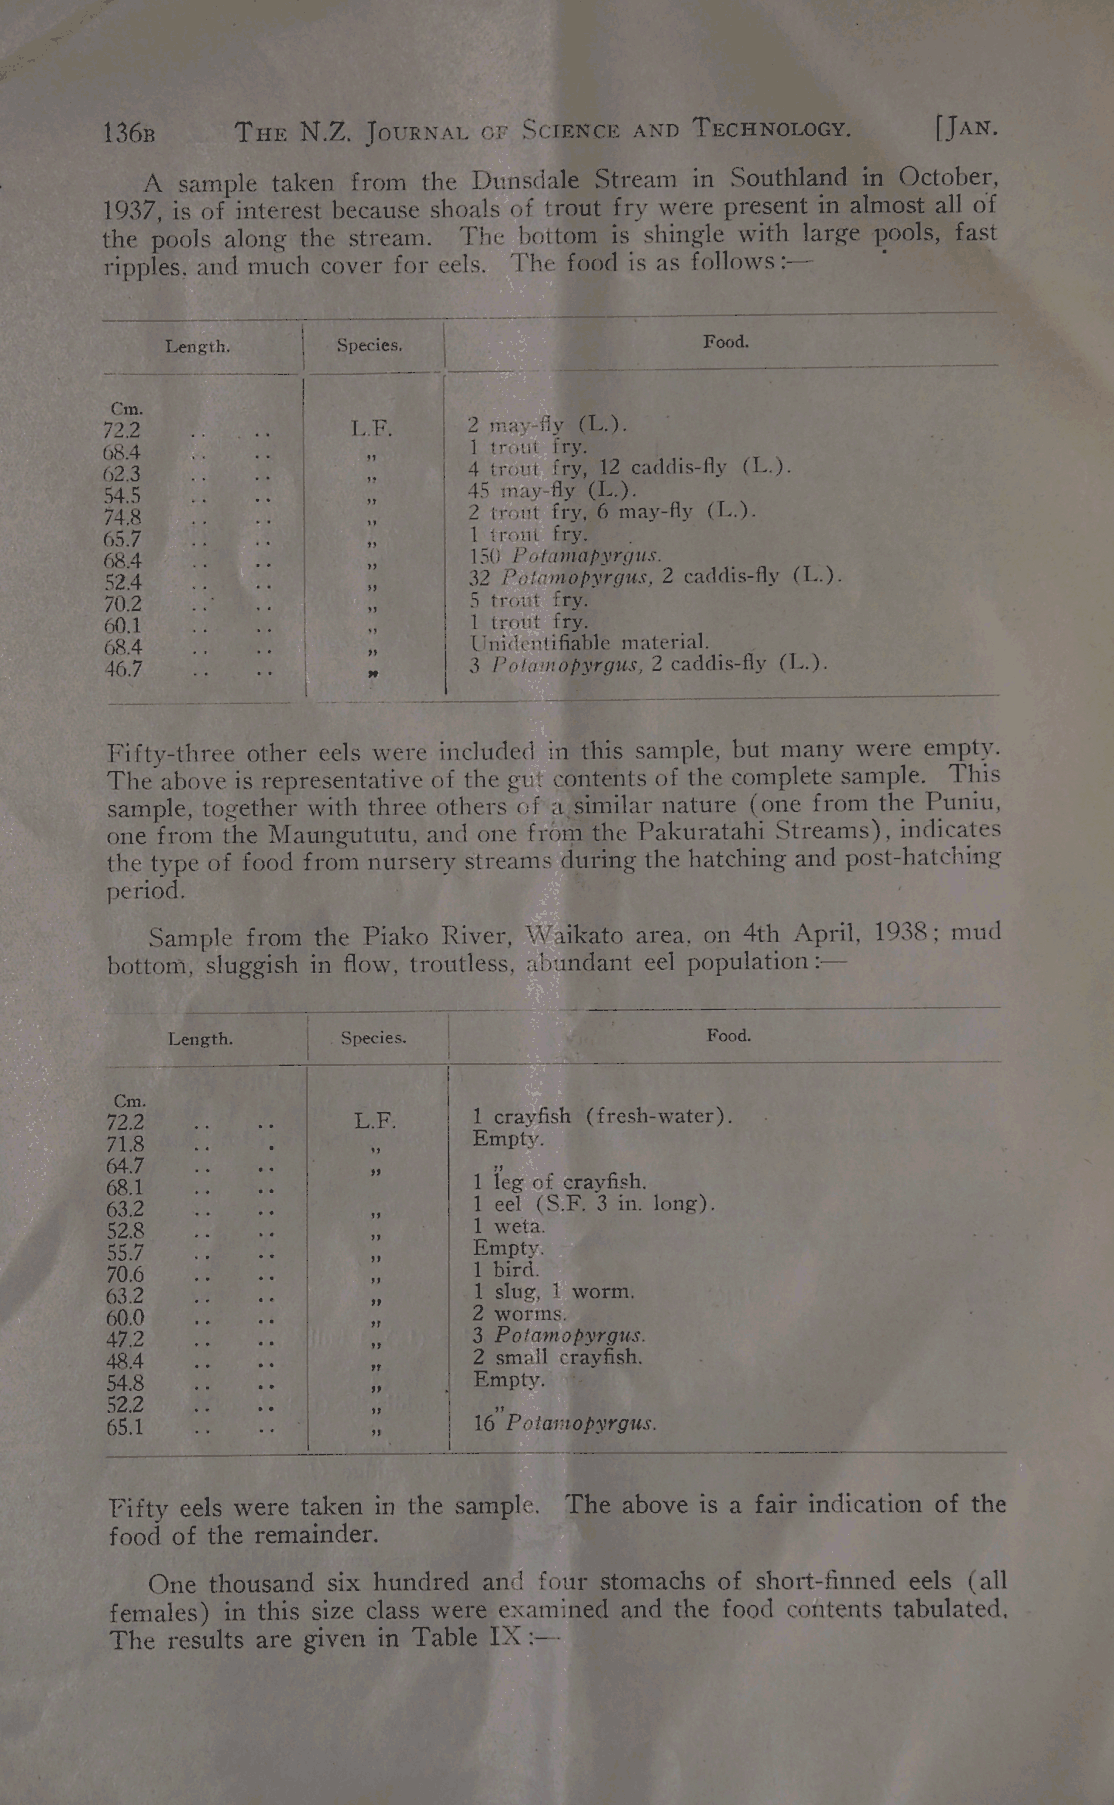 136B THE N.Z. JOURNAL OF SCIENCE AND TECHNOLOGY. [JAN.
A sample taken from the Dunsdale Stream in Southland in October,
1937, is of interest because shoals of trout fry were present in almost all of
the pools along the stream. The bottom is shingle with large pools, fast
ripples, and much cover for eels. The food is as follows:—
Length. Species. Food.
Cm.
72.2 .. .. L.F. 2 may-fly (L.).
68.4 .. .. ,, 1 trout fry.
62.3 .. .. ,, 4 trout fry, 12 caddis-fly (L.).
54.5 .. .. ,, 45 may-fly (L.).
74.8 .. .. ,, 2 trout fry, 6 may-fly (L.).
65.7 .. .. ,, 1 trout fry.
68.4 .. .. ,, 150 Potamapyrgus.
52.4 .. .. ,, 32 Potamopyrgus, 2 caddis-fly (L.).
70.2 .. .. ,, 5 trout fry.
60.1 .. .. ,, 1 trout fry.
68.4 .. .. ,, Unidentifiable material.
46.7 .. .. ,, 3 Potamopyrgus, 2 caddis-fly (L.).
Fifty-three other eels were included in this sample, but many were empty.
The above is representative of the gut contents of the complete sample. This
sample, together with three others of a similar nature (one from the Puniu,
one from the Maungututu, and one from the Pakuratahi Streams), indicates
the type of food from nursery streams during the hatching and post-hatching
period.
Sample from the Piako River, Waikato area, on 4th April, 1938; mud
bottom, sluggish in flow, troutless, abundant eel population:—
Length. Species. Food.
Cm.
72.2 .. .. L.F. 1 crayfish (fresh-water).
71.8 .. . ,, Empty.
64.7 .. .. ,, ,,
68.1 .. .. 1 leg of crayfish.
63.2 .. .. ,, 1 eel (S.F. 3 in. long).
52.8 .. .. ,, 1 weta.
55.7 .. .. ,, Empty.
70.6 .. .. ,, 1 bird.
63.2 .. .. ,, 1 slug, 1 worm.
60.0 .. .. ,, 2 worms.
47.2 .. .. ,, 3 Potamopyrgus.
48.4 .. .. ,, 2 small crayfish.
54.8 .. .. ,, Empty.
52.2 .. .. ,, ,,
65.1 .. .. ,, 16 Potamopyrgus.
Fifty eels were taken in the sample. The above is a fair indication of the
food of the remainder.
One thousand six hundred and four stomachs of short-finned eels (all
females) in this size class were examined and the food contents tabulated.
The results are given in Table IX:—